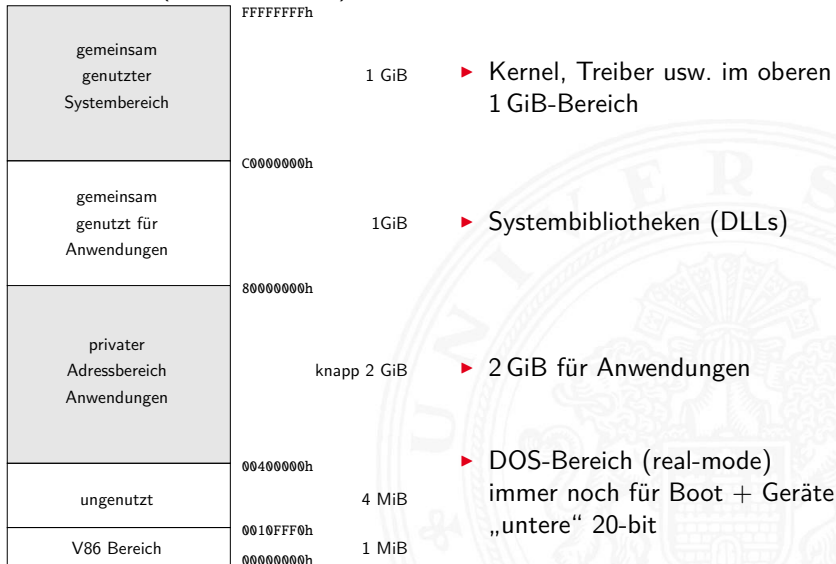 FFFFFFFFh
gemeinsam
genutzter
Systembereich
1 GiB
▶ Kernel, Treiber usw. im oberen
1 GiB-Bereich
C0000000h
gemeinsam
genutzt für
Anwendungen
1GiB
▶ Systembibliotheken (DLLs)
80000000h
privater
Adressbereich
Anwendungen
knapp 2 GiB
▶ 2 GiB für Anwendungen
00400000h
ungenutzt
4 MiB
▶ DOS-Bereich (real-mode)
immer noch für Boot + Geräte
„untere“ 20-bit
0010FFF0h
V86 Bereich
1 MiB
00000000h
U N I V E R S